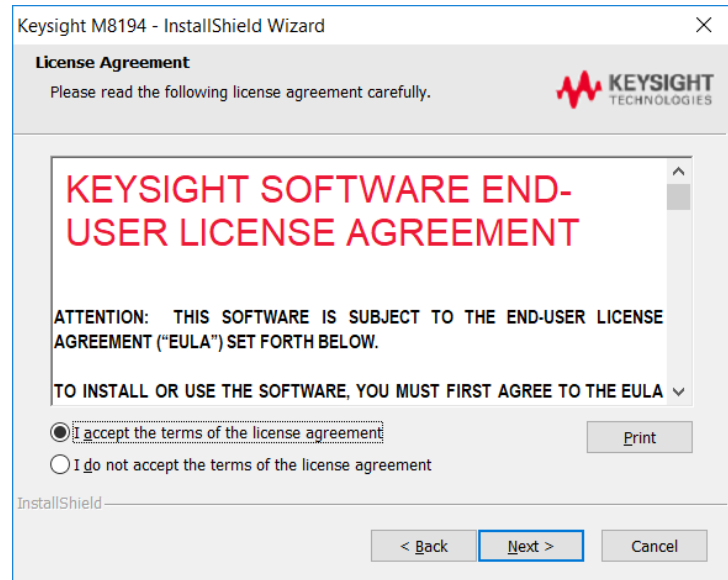 Keysight M8194 - InstallShield Wizard
License Agreement
Please read the following license agreement carefully.
KEYSIGHT
TECHNOLOGIES
KEYSIGHT SOFTWARE END-
USER LICENSE AGREEMENT
ATTENTION: THIS SOFTWARE IS SUBJECT TO THE END-USER LICENSE
AGREEMENT (“EULA”) SET FORTH BELOW.
TO INSTALL OR USE THE SOFTWARE, YOU MUST FIRST AGREE TO THE EULA
I accept the terms of the license agreement
Print
I do not accept the terms of the license agreement
InstallShield
< Back
Next >
Cancel